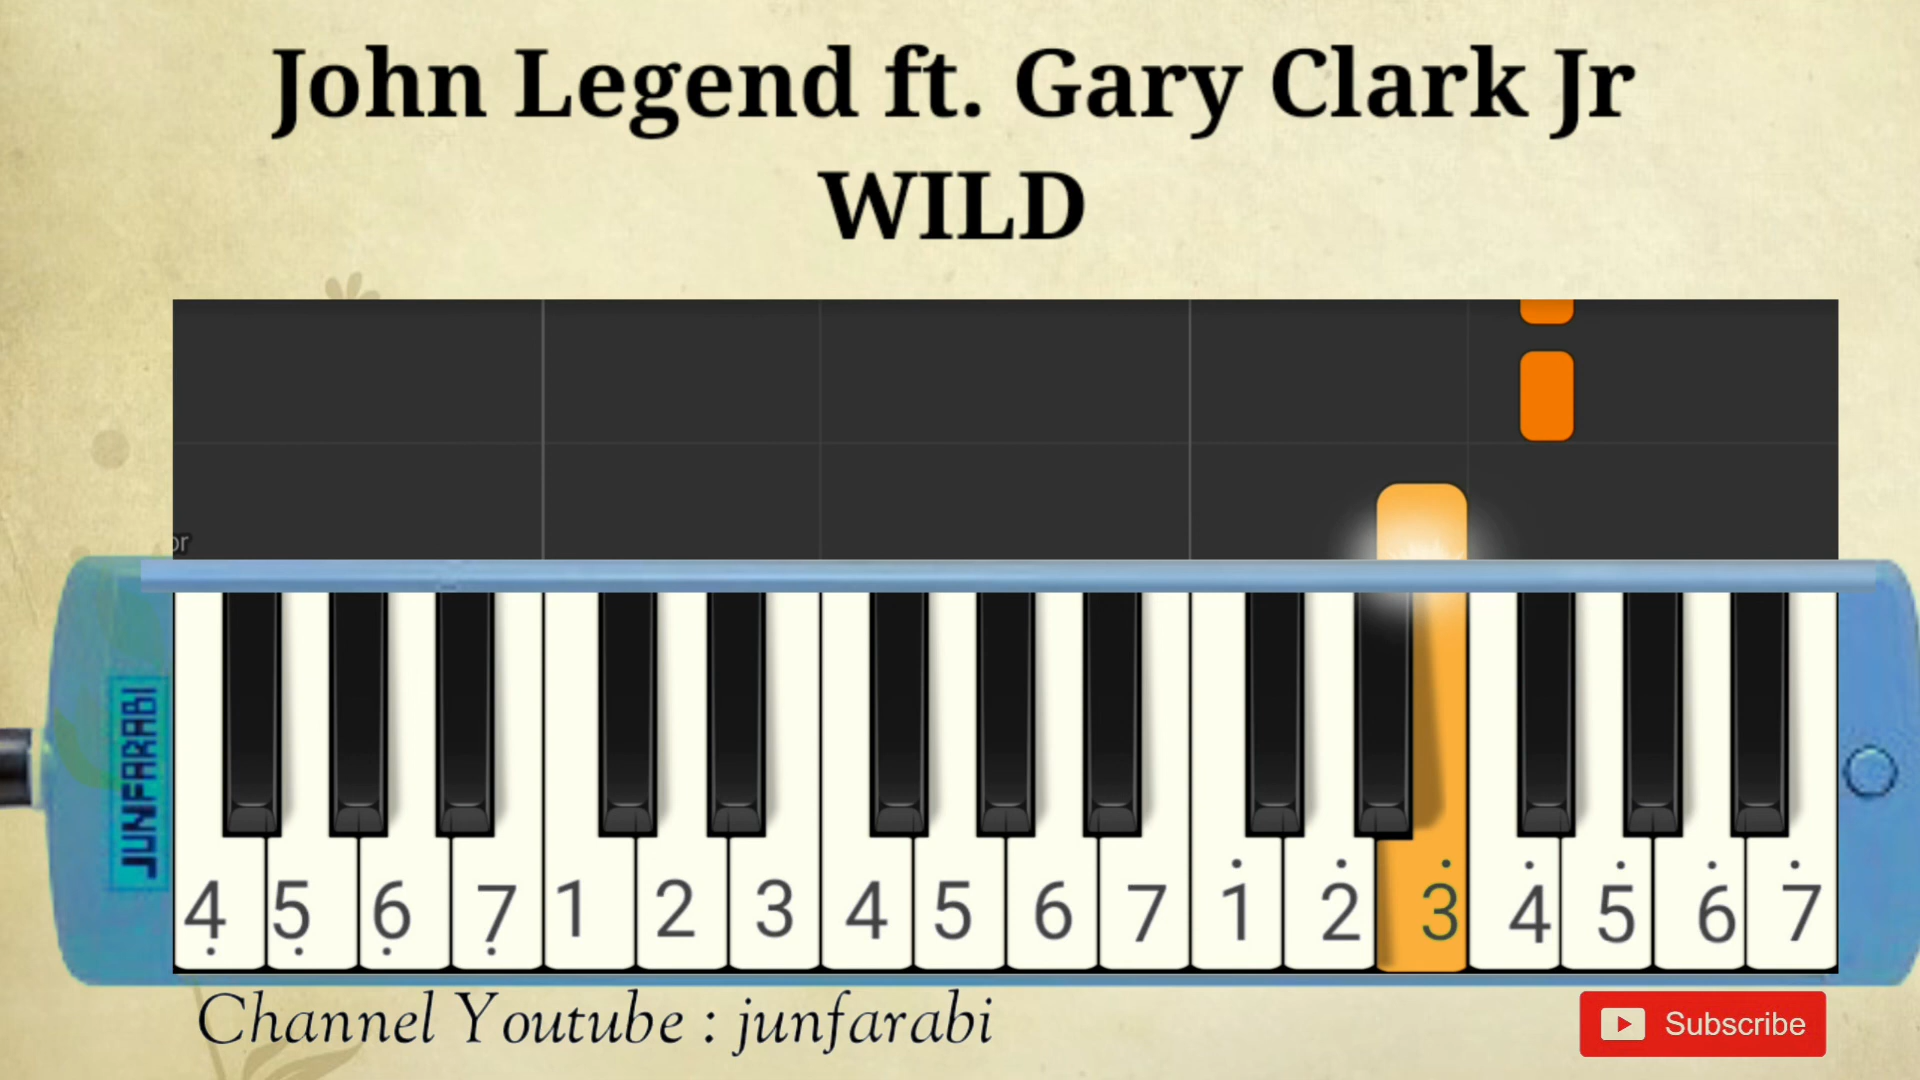 John Legend ft. Gary Clark Jr
WILD
or
JUNFARABI
4̣ 5̣ 6̣ 7̣ 1 2 3 4 5 6 7 1̇ 2̇ 3̇ 4̇ 5̇ 6̇ 7̇
Channel Youtube : junfarabi
Subscribe